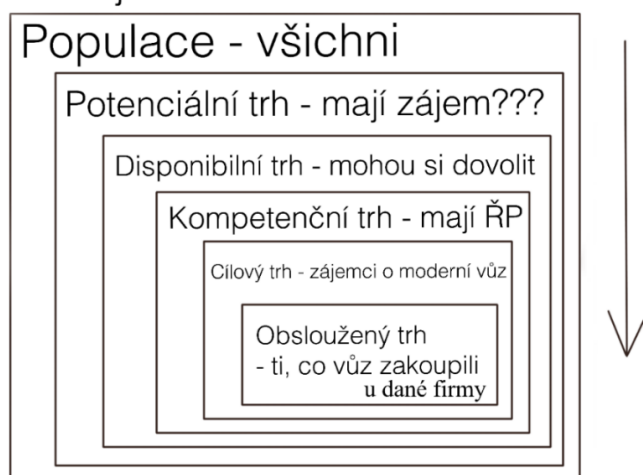 Populace - všichni
Potenciální trh - mají zájem???
Disponibilní trh - mohou si dovolit
Kompetenční trh - mají ŘP
Cílový trh - zájemci o moderní vůz
Obsloužený trh
- ti, co vůz zakoupili
u dané firmy